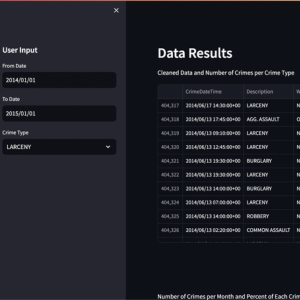 ×
User Input
From Date
2014/01/01
To Date
2015/01/01
Crime Type
LARCENY
Data Results
Cleaned Data and Number of Crimes per Crime Type
CrimeDateTime Description
404,317 2014/06/17 14:30:00+00 LARCENY
404,318 2014/06/13 17:45:00+00 AGG. ASSAULT
404,319 2014/06/13 09:10:00+00 LARCENY
404,320 2014/06/13 12:45:00+00 LARCENY
404,321 2014/06/13 19:30:00+00 BURGLARY
404,322 2014/06/13 19:30:00+00 LARCENY
404,323 2014/06/13 14:00:00+00 BURGLARY
404,324 2014/06/13 07:00:00+00 LARCENY
404,325 2014/06/13 14:00:00+00 ROBBERY
404,326 2014/06/13 02:20:00+00 COMMON ASSAULT
Number of Crimes per Month and Percent of Each Crim